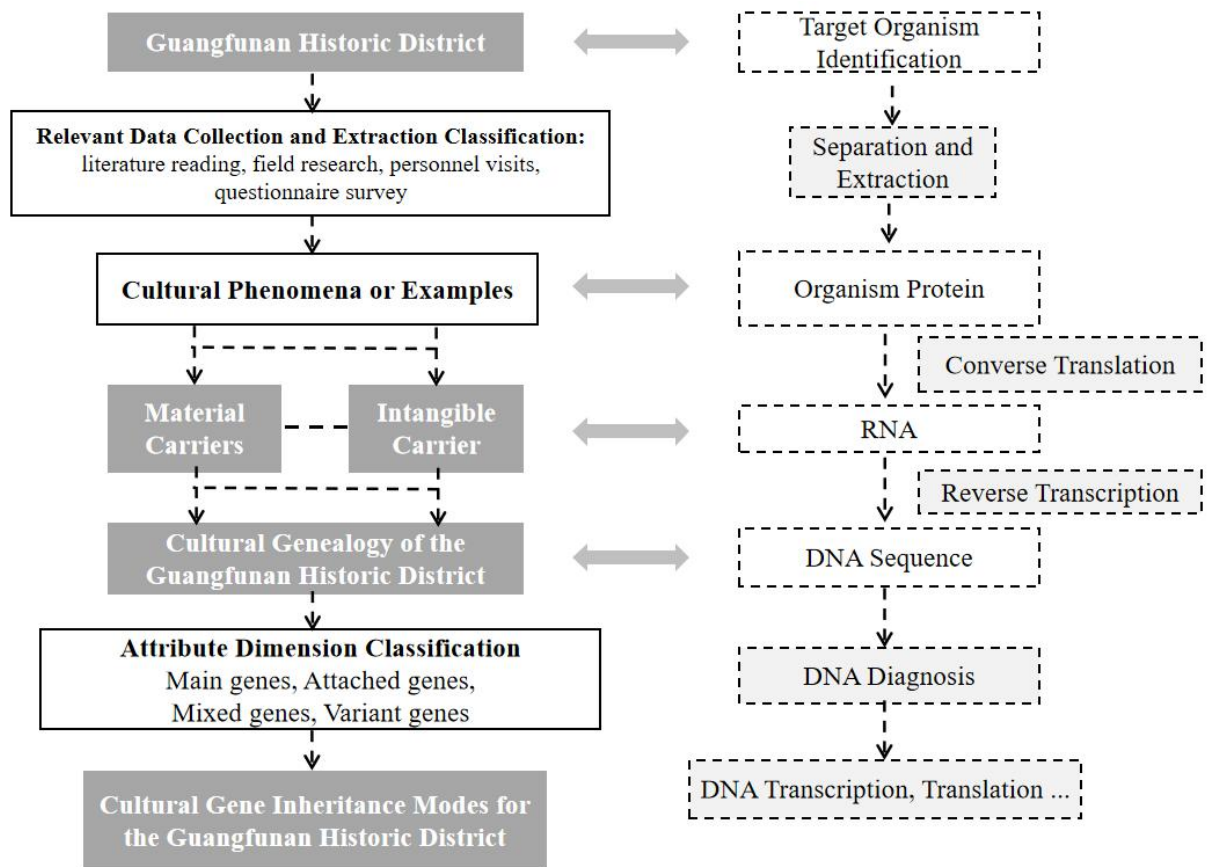 Guangfunan Historic District
Target Organism
Identification
Relevant Data Collection and Extraction Classification:
literature reading, field research, personnel visits,
questionnaire survey
Separation and
Extraction
Cultural Phenomena or Examples
Organism Protein
Converse Translation
Material
Carriers
Intangible
Carrier
RNA
Reverse Transcription
Cultural Genealogy of the
Guangfunan Historic District
DNA Sequence
Attribute Dimension Classification
Main genes, Attached genes,
Mixed genes, Variant genes
DNA Diagnosis
DNA Transcription, Translation ...
Cultural Gene Inheritance Modes for
the Guangfunan Historic District